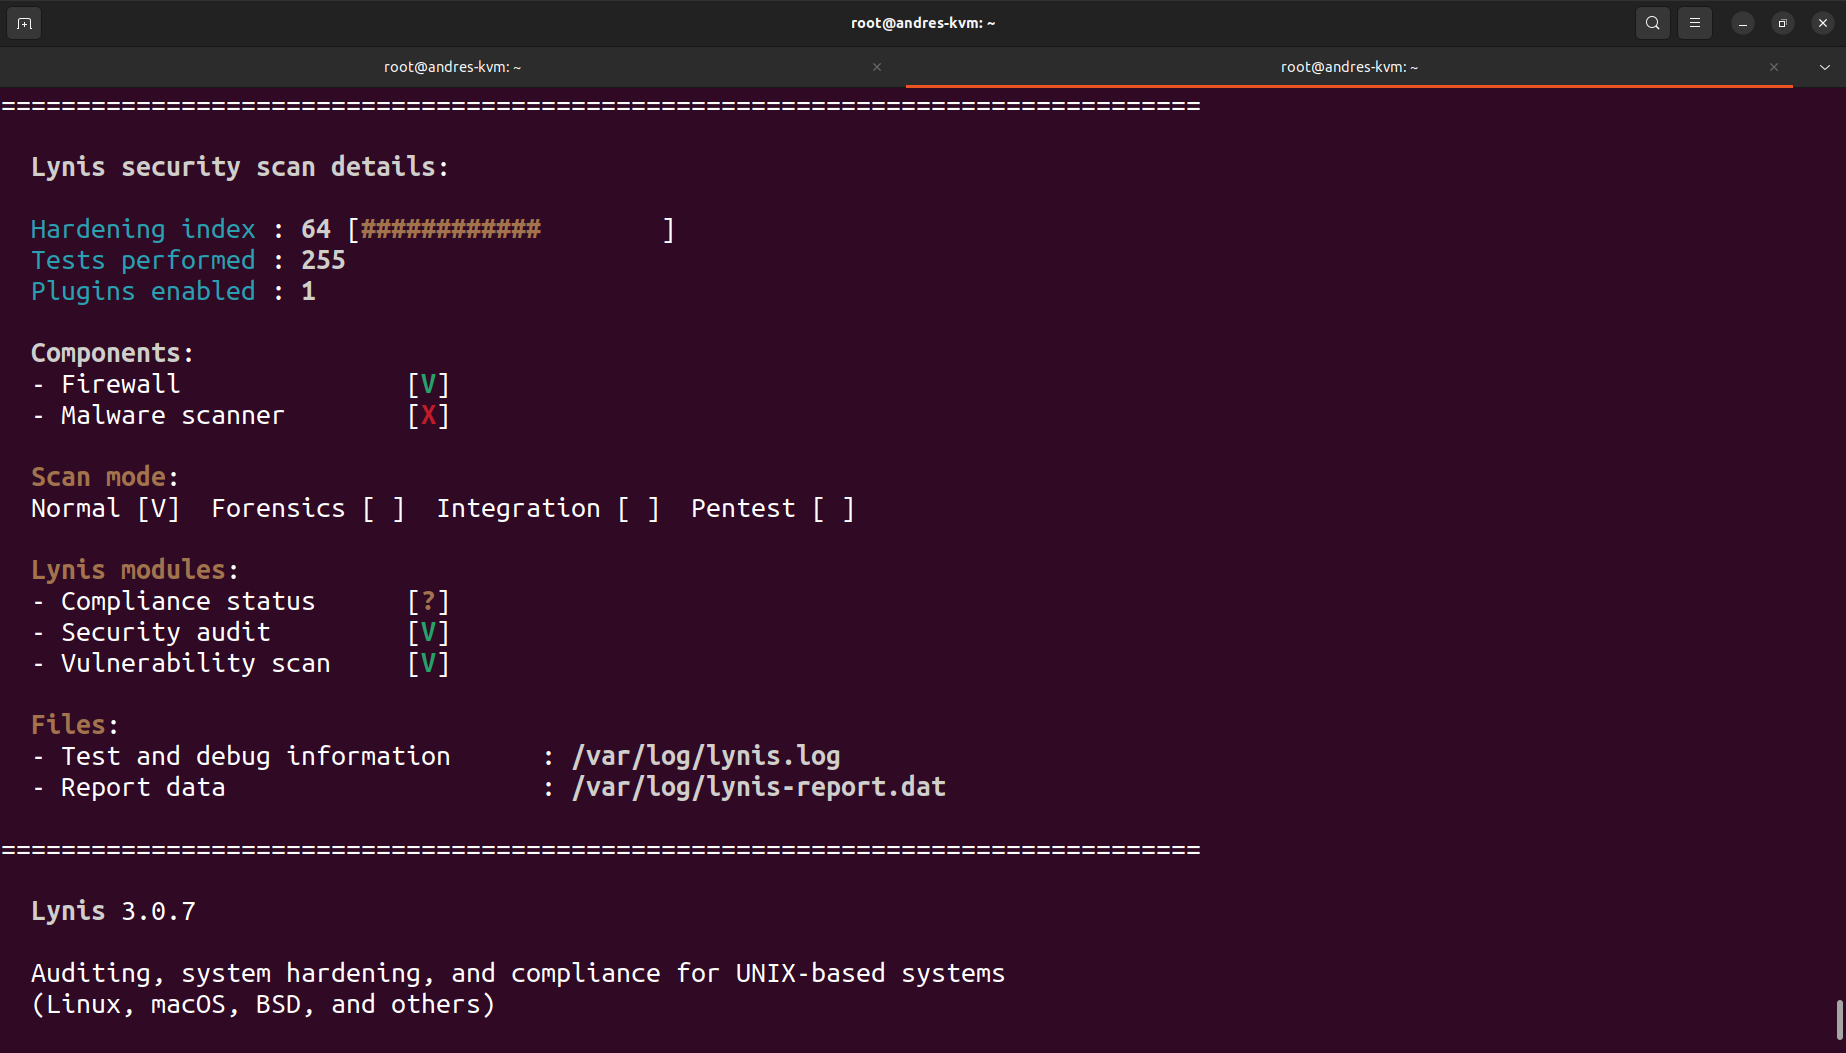 root@andres-kvm: ~
root@andres-kvm: ~
root@andres-kvm: ~
================================================================================
Lynis security scan details:
Hardening index : 64 [############        ]
Tests performed : 255
Plugins enabled : 1
Components:
- Firewall               [V]
- Malware scanner        [X]
Scan mode:
Normal [V]  Forensics [ ]  Integration [ ]  Pentest [ ]
Lynis modules:
- Compliance status      [?]
- Security audit         [V]
- Vulnerability scan     [V]
Files:
- Test and debug information      : /var/log/lynis.log
- Report data                     : /var/log/lynis-report.dat
================================================================================
Lynis 3.0.7
Auditing, system hardening, and compliance for UNIX-based systems
(Linux, macOS, BSD, and others)